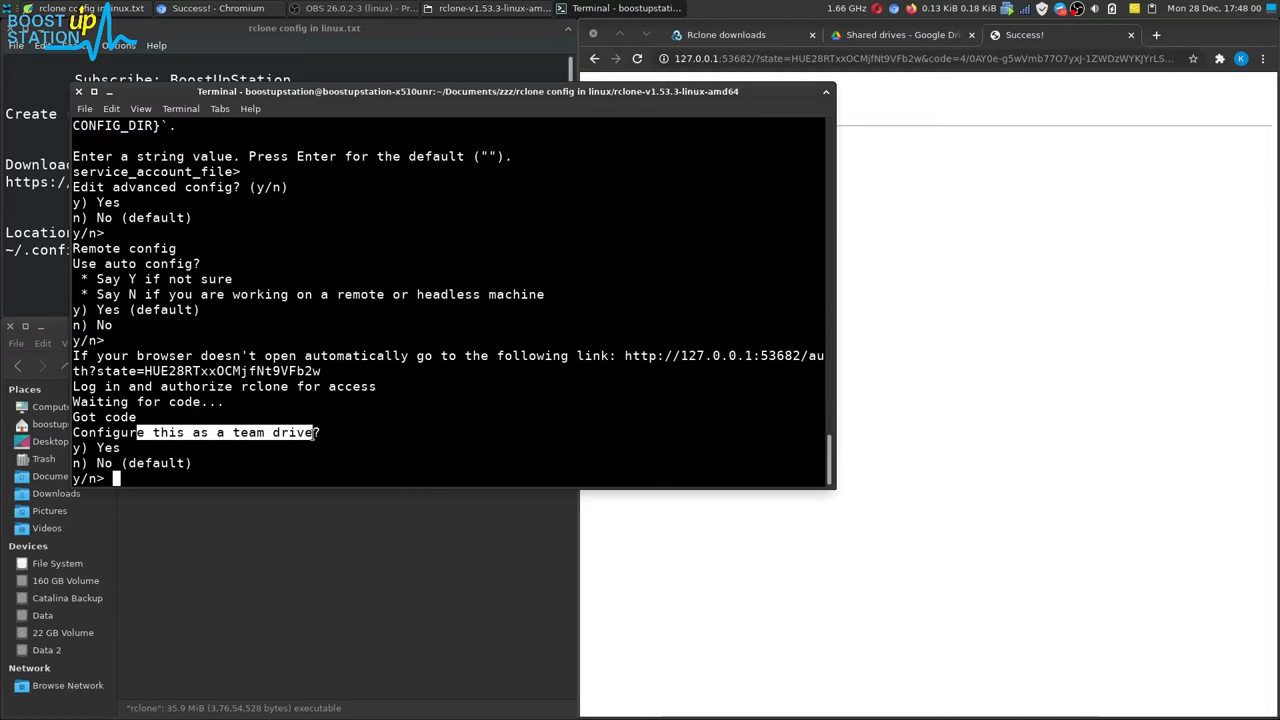 rclone config in linux.txt
Success! - Chromium
OBS 26.0.2-3 (linux) - Pr...
rclone-v1.53.3-linux-am...
Terminal - boostupstatio...
1.66 GHz
0.13 KiB 0.18 KiB
Mon 28 Dec, 17:48:00
BOOST up
STATION
rclone config in linux.txt
File
Options
Help
Subscribe: BoostUpStation
Create
Download
https:/
Location
~/.conf
Rclone downloads
Shared drives - Google Dri
Success!
127.0.0.1:53682/?state=HUE28RTxxOCMjfNt9VFb2w&code=4/0AY0e-g5wVmb77O7yxJ-1ZWDzWYKJYrLS...
K
Terminal - boostupstation@boostupstation-x510unr:~/Documents/zzz/rclone config in linux/rclone-v1.53.3-linux-amd64
File Edit View Terminal Tabs Help
CONFIG_DIR}`.
Enter a string value. Press Enter for the default ("").
service_account_file>
Edit advanced config? (y/n)
y) Yes
n) No (default)
y/n>
Remote config
Use auto config?
* Say Y if not sure
* Say N if you are working on a remote or headless machine
y) Yes (default)
n) No
y/n>
If your browser doesn't open automatically go to the following link: http://127.0.0.1:53682/au
th?state=HUE28RTxxOCMjfNt9VFb2w
Log in and authorize rclone for access
Waiting for code...
Got code
Configure this as a team drive?
y) Yes
n) No (default)
y/n>
File
Places
Compute
boostups
Desktop
Trash
Docume
Downloads
Pictures
Videos
Devices
File System
160 GB Volume
Catalina Backup
Data
22 GB Volume
Data 2
Network
Browse Network
"rclone": 35.9 MiB (3,76,54,528 bytes) executable